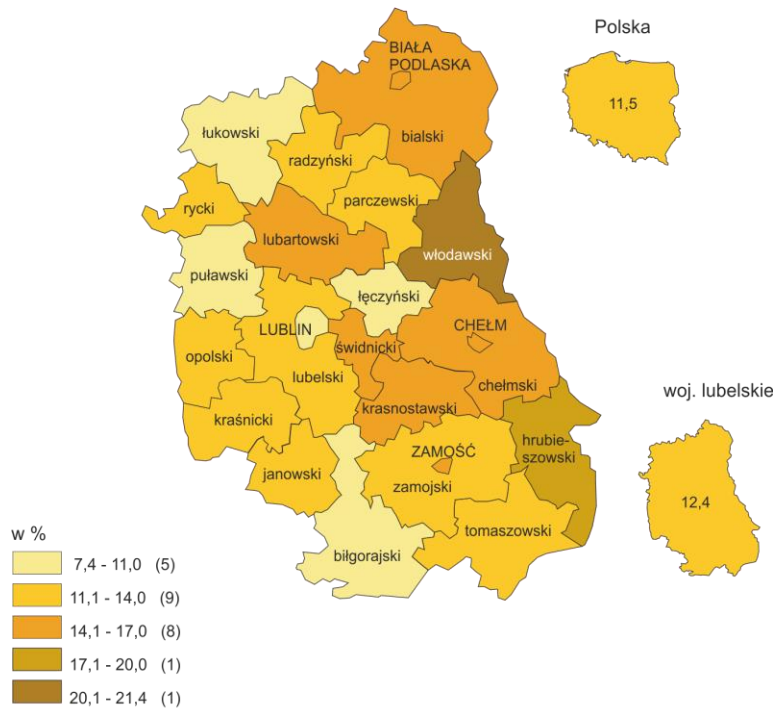 Polska
11,5
BIAŁA
PODLASKA
bialski
łukowski
radzyński
parczewski
rycki
lubartowski
włodawski
puławski
łęczyński
LUBLIN
CHEŁM
świdnicki
opolski
lubelski
chełmski
krasnostawski
kraśnicki
woj. lubelskie
12,4
hrubie-
szowski
ZAMOŚĆ
janowski
zamojski
tomaszowski
biłgorajski
w %
7,4 - 11,0 (5)
11,1 - 14,0 (9)
14,1 - 17,0 (8)
17,1 - 20,0 (1)
20,1 - 21,4 (1)